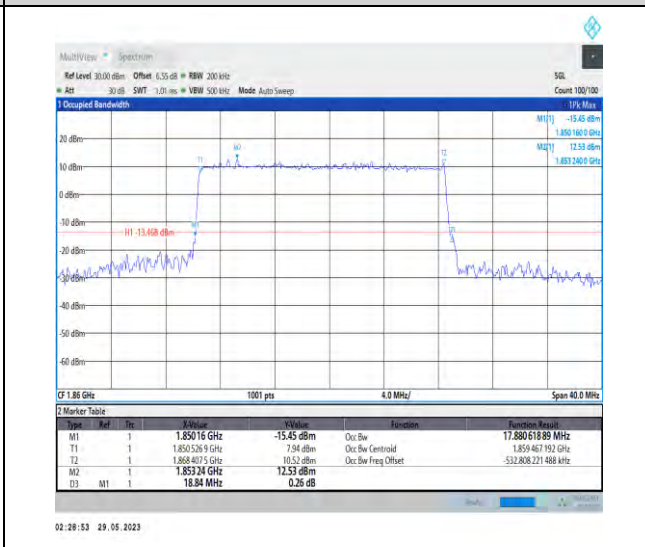 MultiView Spectrum
Ref Level 30.00 dBm Offset 6.55 dB RBW 200 kHz SGL
Att 30 dB SWT 1.01 ms VBW 500 kHz Mode Auto Sweep Count 100/100
1 Occupied Bandwidth 1Pk Max
M1[1] -15.45 dBm
1.850 160 0 GHz
20 dBm M2[1] 12.53 dBm
1.853 240 0 GHz
M2
T1 T2
10 dBm
0 dBm
-10 dBm
M1
H1 -13.468 dBm
-20 dBm
-30 dBm
-40 dBm
-50 dBm
-60 dBm
CF 1.86 GHz 1001 pts 4.0 MHz/ Span 40.0 MHz
2 Marker Table
Type Ref Trc X-Value Y-Value Function Function Result
M1 1 1.85016 GHz -15.45 dBm Occ Bw 17.880 618 89 MHz
T1 1 1.850 526 9 GHz 7.94 dBm Occ Bw Centroid 1.859 467 192 GHz
T2 1 1.868 407 5 GHz 10.52 dBm Occ Bw Freq Offset -532.808 221 488 kHz
M2 1 1.85324 GHz 12.53 dBm
D3 M1 1 18.84 MHz 0.26 dB
02:28:53 29.05.2023